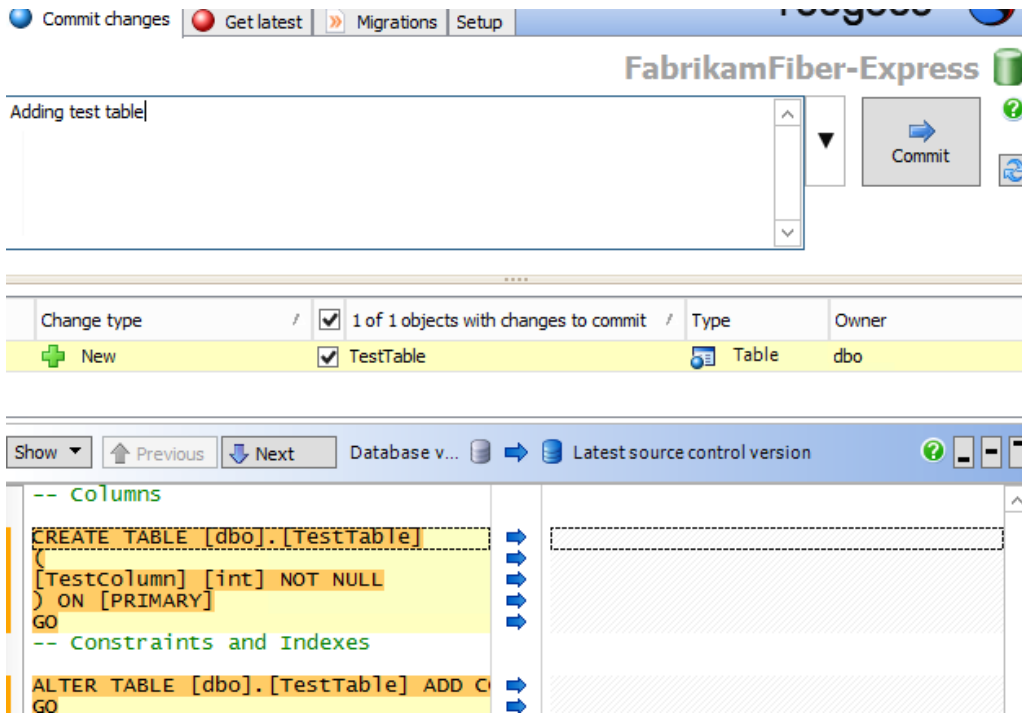 Commit changes Get latest Migrations Setup
FabrikamFiber-Express
Adding test table
Commit
Change type / 1 of 1 objects with changes to commit / Type Owner
New TestTable Table dbo
Show Previous Next Database v... Latest source control version
-- Columns
CREATE TABLE [dbo].[TestTable]
(
[TestColumn] [int] NOT NULL
) ON [PRIMARY]
GO
-- Constraints and Indexes
ALTER TABLE [dbo].[TestTable] ADD
GO